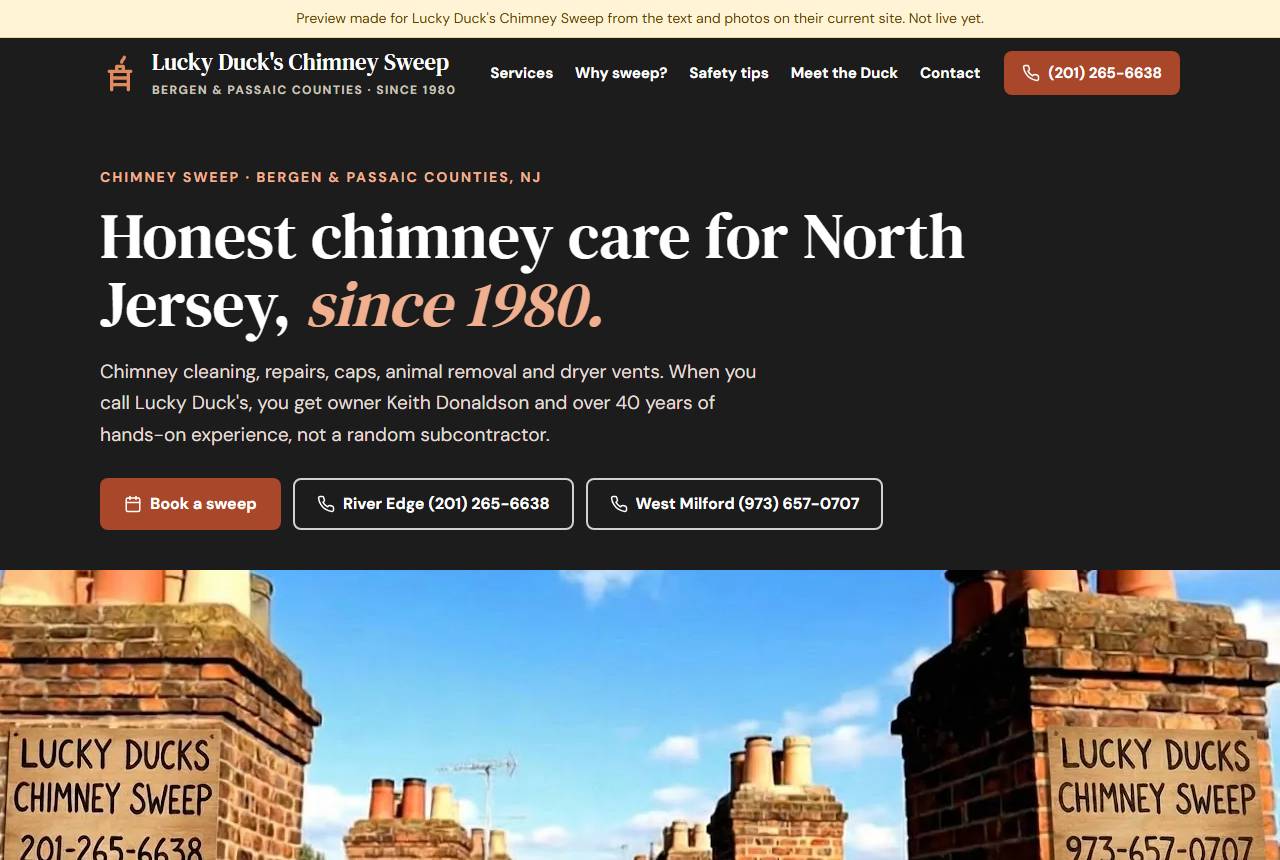 Preview made for Lucky Duck's Chimney Sweep from the text and photos on their current site. Not live yet.
Lucky Duck's Chimney Sweep
BERGEN & PASSAIC COUNTIES · SINCE 1980
Services
Why sweep?
Safety tips
Meet the Duck
Contact
(201) 265-6638
CHIMNEY SWEEP · BERGEN & PASSAIC COUNTIES, NJ
Honest chimney care for North
Jersey, since 1980.
Chimney cleaning, repairs, caps, animal removal and dryer vents. When you
call Lucky Duck's, you get owner Keith Donaldson and over 40 years of
hands-on experience, not a random subcontractor.
Book a sweep
River Edge (201) 265-6638
West Milford (973) 657-0707
LUCKY DUCKS
CHIMNEY SWEEP
201-265-6638
LUCKY DUCKS
CHIMNEY SWEEP
973-657-0707